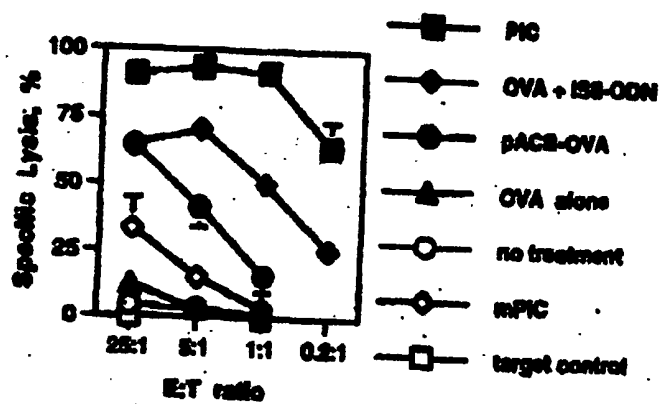 100
75
50
25
0
Specific Lysis; %
25:1 5:1 1:1 0.2:1
E:T ratio
PIC
OVA + ISS-ODN
pACB-OVA
OVA alone
no treatment
mPIC
target control